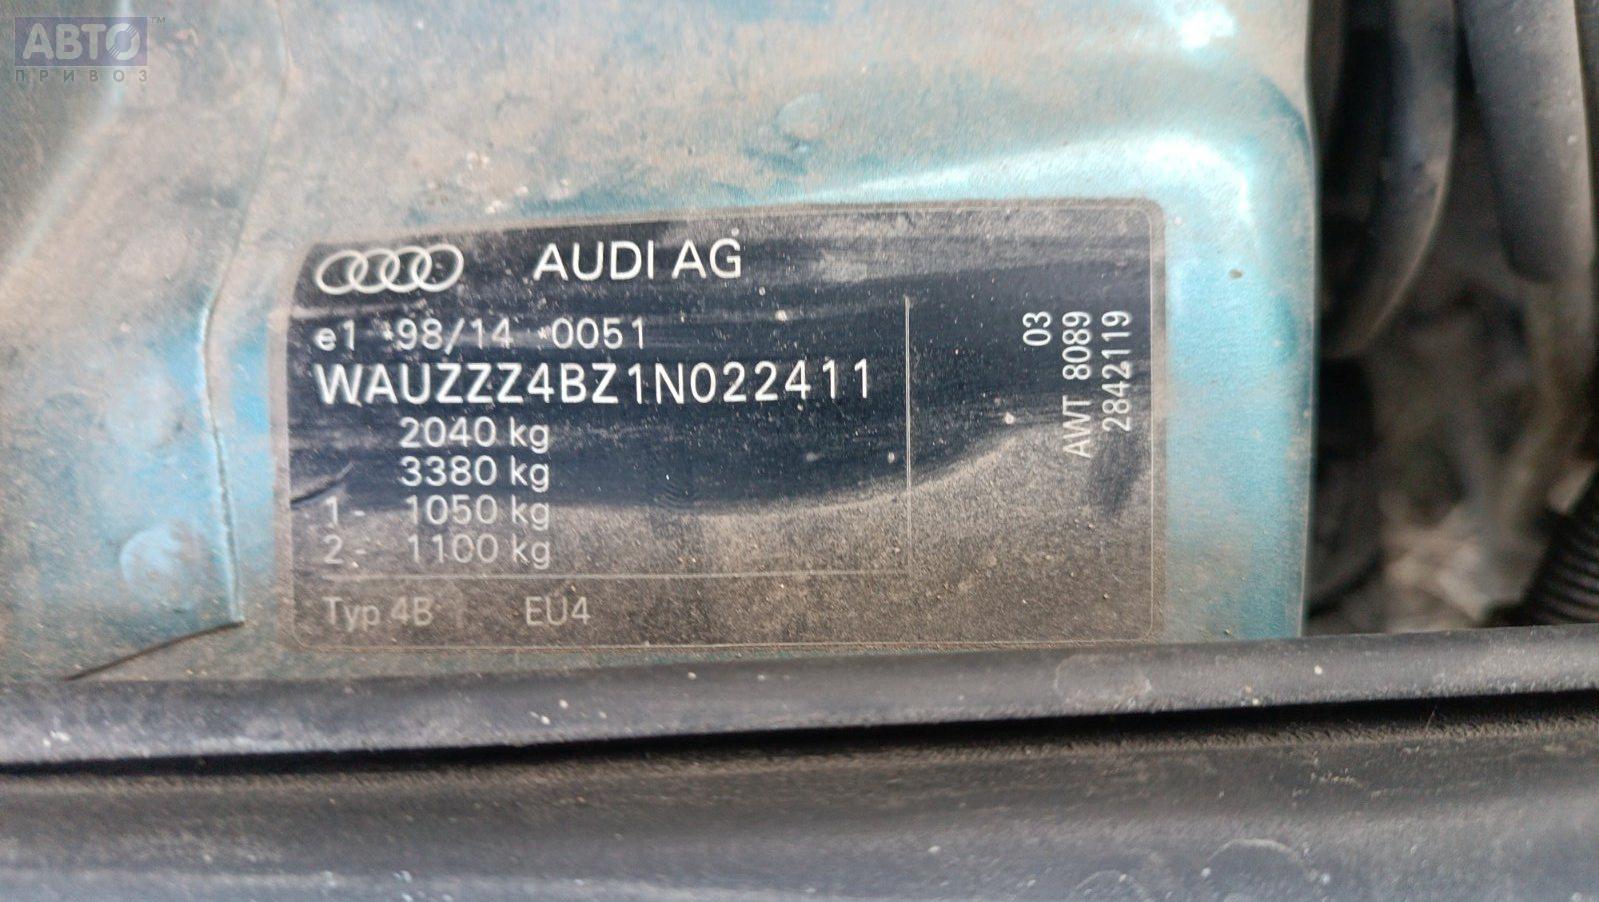 АВТО™
ПРИВОЗ
AUDI AG
e1 *98/14 *0051
WAUZZZ4BZ1N022411
2040 kg
3380 kg
1- 1050 kg
2- 1100 kg
Typ 4B EU4
03
AWT 8089
2842119